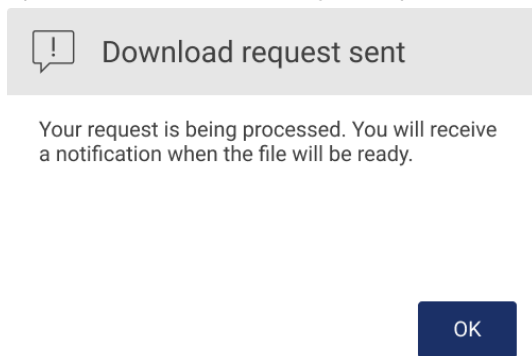 !
Download request sent
Your request is being processed. You will receive
a notification when the file will be ready.
OK